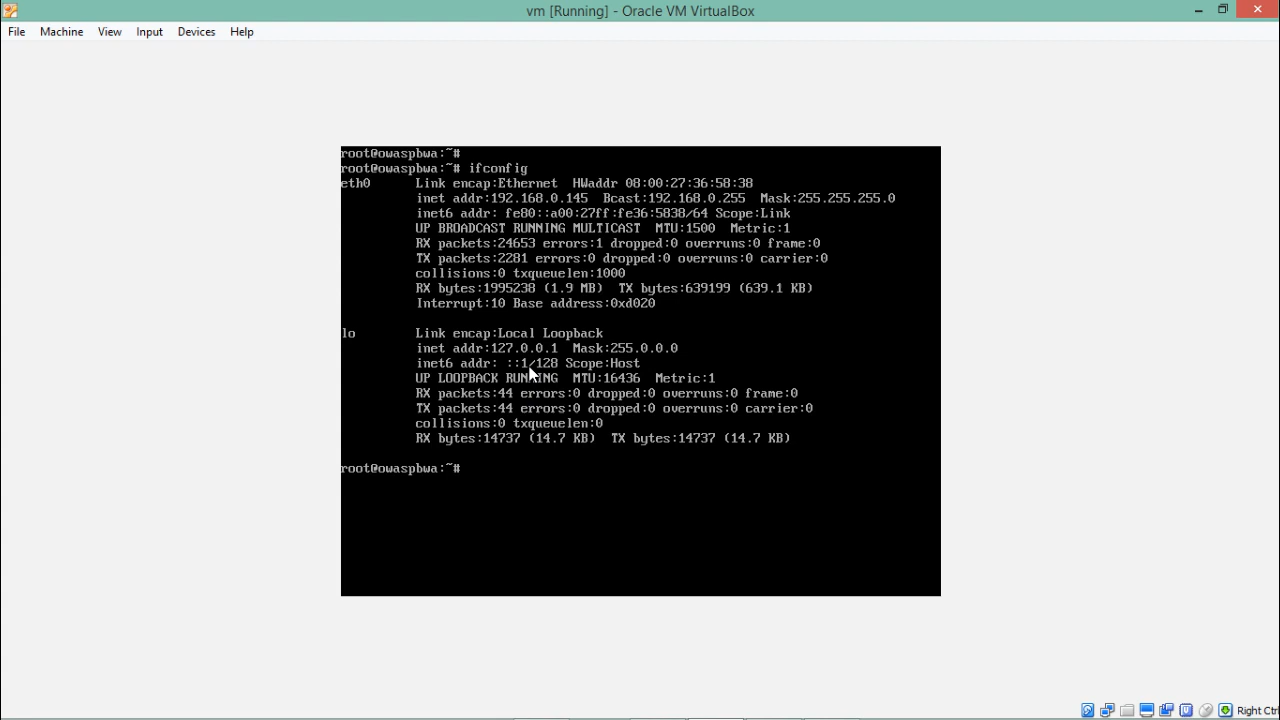 vm [Running] - Oracle VM VirtualBox
File Machine View Input Devices Help
root@owaspbwa:~#
root@owaspbwa:~# ifconfig
eth0 Link encap:Ethernet HWaddr 08:00:27:36:58:38
inet addr:192.168.0.145 Bcast:192.168.0.255 Mask:255.255.255.0
inet6 addr: fe80::a00:27ff:fe36:5838/64 Scope:Link
UP BROADCAST RUNNING MULTICAST MTU:1500 Metric:1
RX packets:24653 errors:1 dropped:0 overruns:0 frame:0
TX packets:2281 errors:0 dropped:0 overruns:0 carrier:0
collisions:0 txqueuelen:1000
RX bytes:1995238 (1.9 MB) TX bytes:639199 (639.1 KB)
Interrupt:10 Base address:0xd020
lo Link encap:Local Loopback
inet addr:127.0.0.1 Mask:255.0.0.0
inet6 addr: ::1/128 Scope:Host
UP LOOPBACK RUNNING MTU:16436 Metric:1
RX packets:44 errors:0 dropped:0 overruns:0 frame:0
TX packets:44 errors:0 dropped:0 overruns:0 carrier:0
collisions:0 txqueuelen:0
RX bytes:14737 (14.7 KB) TX bytes:14737 (14.7 KB)
root@owaspbwa:~#
Right Ctrl